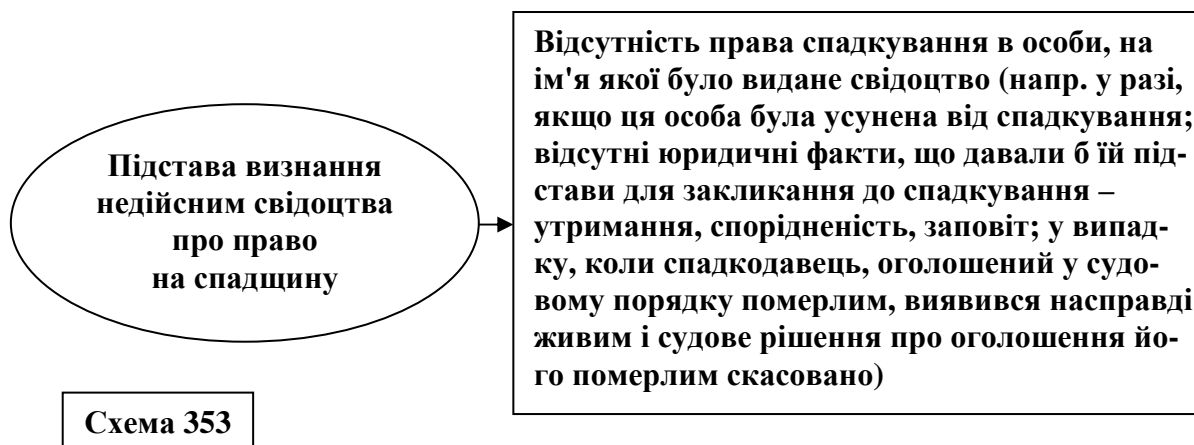 Підстава визнання
недійсним свідоцтва
про право
на спадщину
Відсутність права спадкування в особи, на
ім'я якої було видане свідоцтво (напр. у разі,
якщо ця особа була усунена від спадкування;
відсутні юридичні факти, що давали б їй під-
стави для закликання до спадкування –
утримання, спорідненість, заповіт; у випад-
ку, коли спадкодавець, оголошений у судо-
вому порядку померлим, виявився насправді
живим і судове рішення про оголошення йо-
го померлим скасовано)
Схема 353